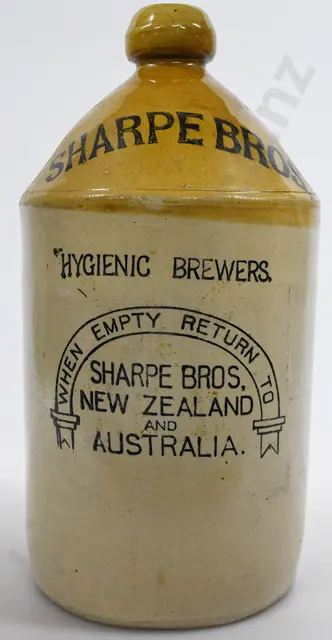 SHARPE BROS
HYGIENIC BREWERS.
WHEN EMPTY RETURN TO
SHARPE BROS,
NEW ZEALAND
AND
AUSTRALIA.